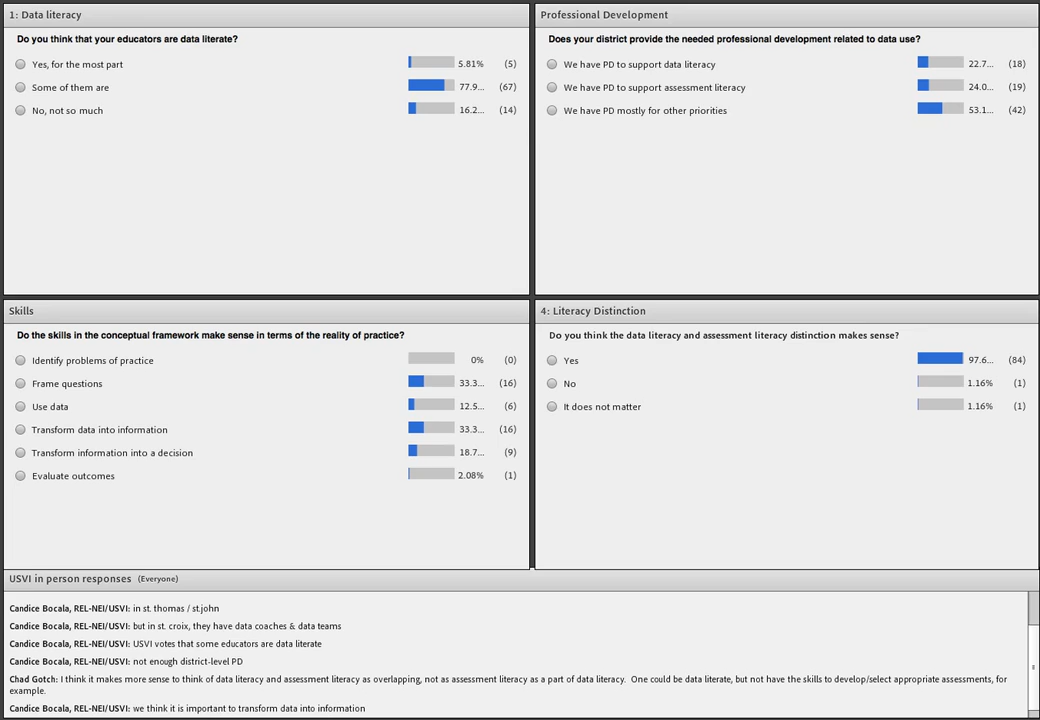 1: Data literacy
Do you think that your educators are data literate?
Yes, for the most part 5.81% (5)
Some of them are 77.9... (67)
No, not so much 16.2... (14)
Professional Development
Does your district provide the needed professional development related to data use?
We have PD to support data literacy 22.7... (18)
We have PD to support assessment literacy 24.0... (19)
We have PD mostly for other priorities 53.1... (42)
Skills
Do the skills in the conceptual framework make sense in terms of the reality of practice?
Identify problems of practice 0% (0)
Frame questions 33.3... (16)
Use data 12.5... (6)
Transform data into information 33.3... (16)
Transform information into a decision 18.7... (9)
Evaluate outcomes 2.08% (1)
4: Literacy Distinction
Do you think the data literacy and assessment literacy distinction makes sense?
Yes 97.6... (84)
No 1.16% (1)
It does not matter 1.16% (1)
USVI in person responses (Everyone)
Candice Bocala, REL-NEI/USVI: in st. thomas / st.john
Candice Bocala, REL-NEI/USVI: but in st. croix, they have data coaches & data teams
Candice Bocala, REL-NEI/USVI: USVI votes that some educators are data literate
Candice Bocala, REL-NEI/USVI: not enough district-level PD
Chad Gotch: I think it makes more sense to think of data literacy and assessment literacy as overlapping, not as assessment literacy as a part of data literacy. One could be data literate, but not have the skills to develop/select appropriate assessments, for
example.
Candice Bocala, REL-NEI/USVI: we think it is important to transform data into information